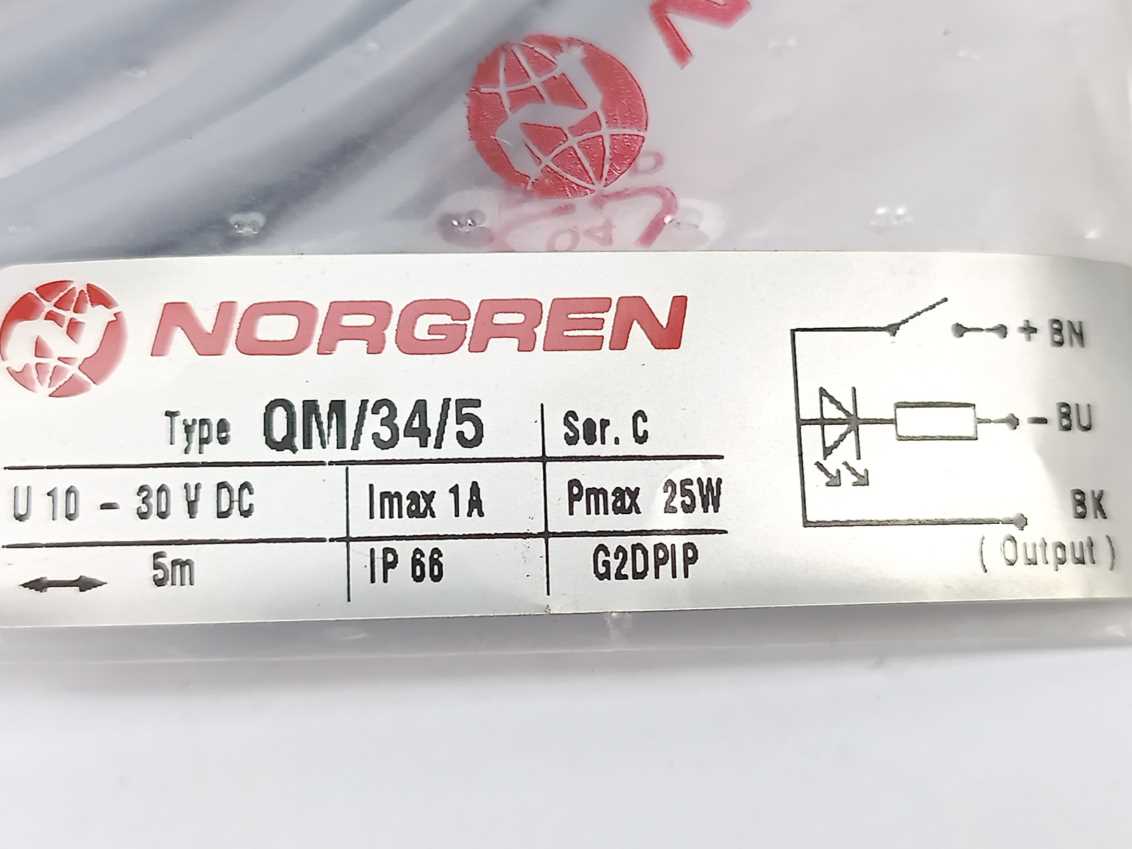 NORGREN
Type QM/34/5 Ser. C
U 10 - 30 V DC Imax 1A Pmax 25W
5m IP 66 G2DPIP
+ BN
- BU
BK
( Output )